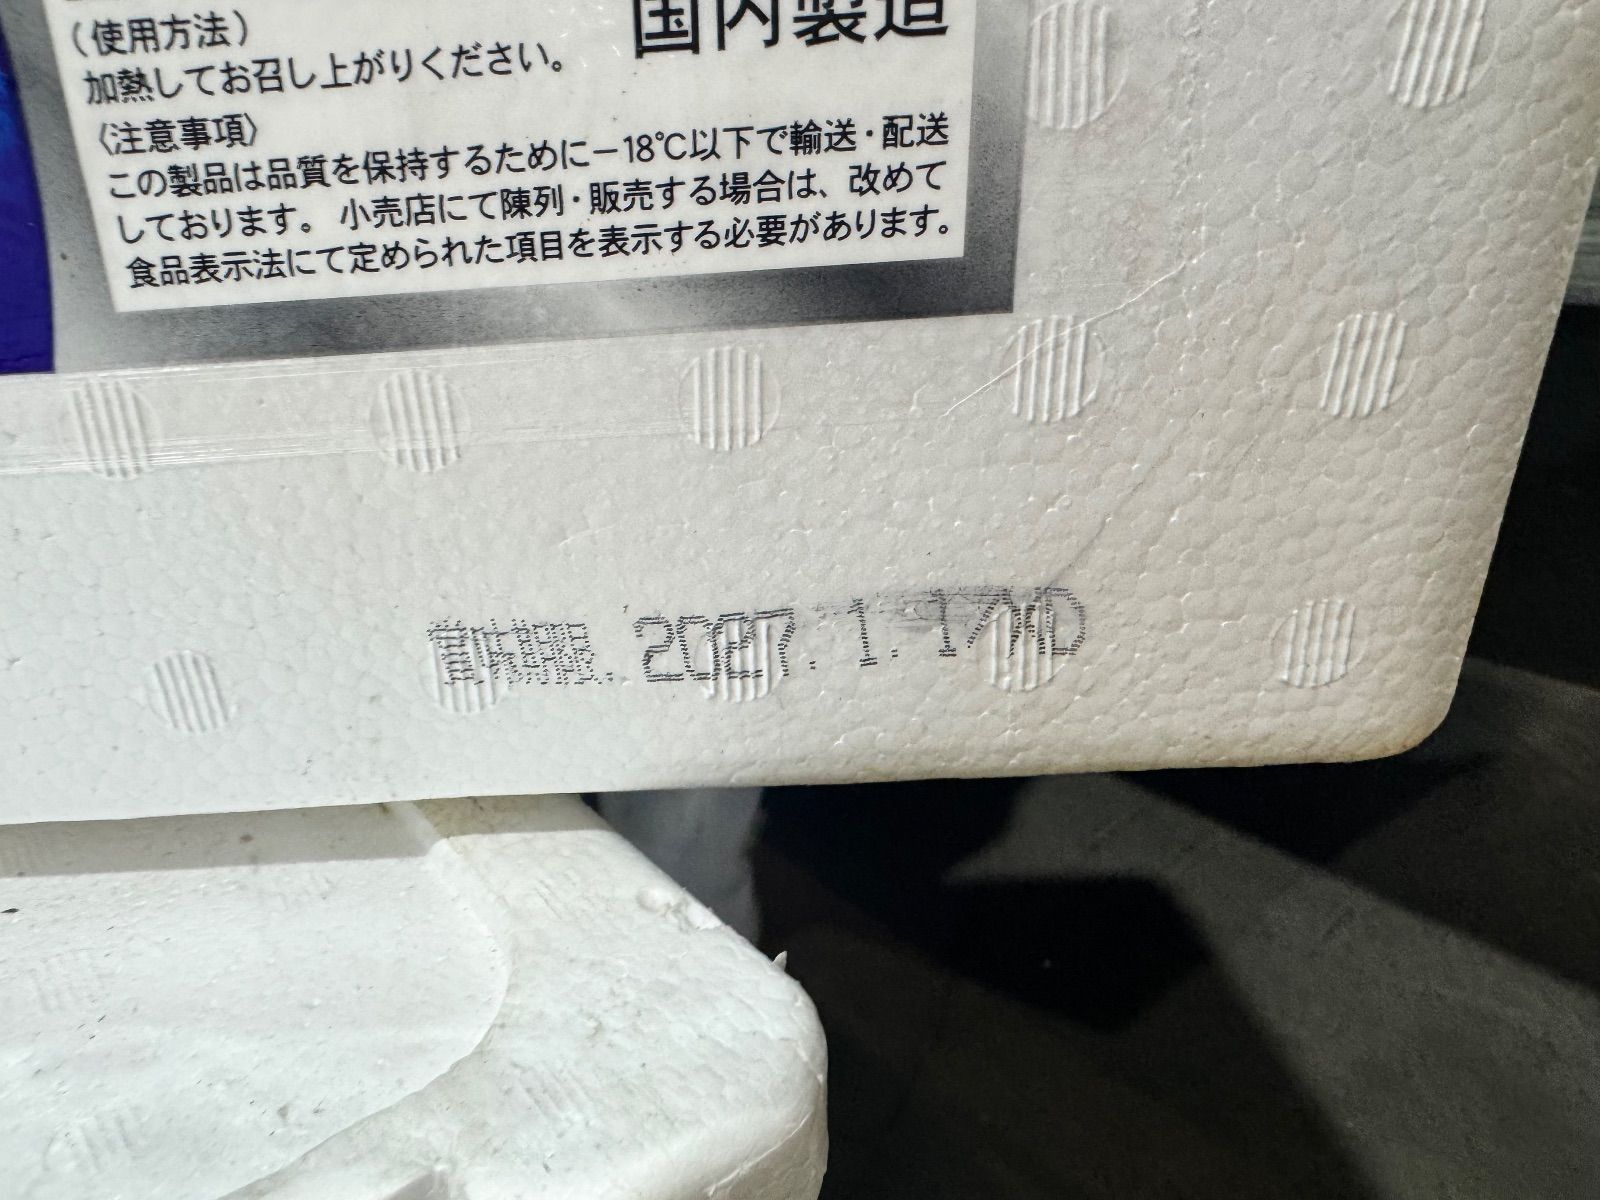 （使用方法）
加熱してお召し上がりください。
国内製造
〈注意事項〉
この製品は品質を保持するために－18℃以下で輸送・配送
しております。小売店にて陳列・販売する場合は、改めて
食品表示法にて定められた項目を表示する必要があります。
賞味期限. 2027. 1. 1